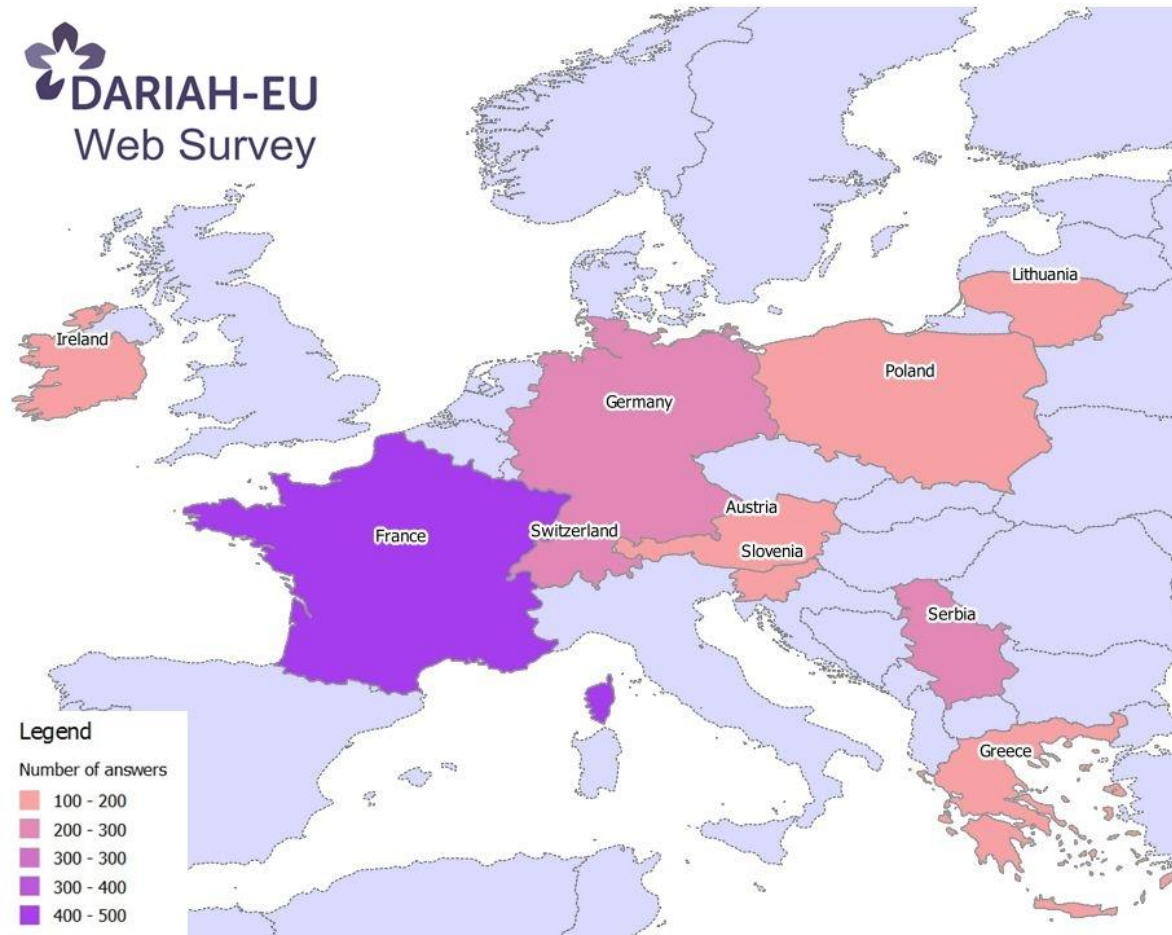 DARIAH-EU
Web Survey
Lithuania
Ireland
Poland
Germany
Austria
Switzerland
France
Slovenia
Serbia
Greece
Legend
Number of answers
100 - 200
200 - 300
300 - 300
300 - 400
400 - 500